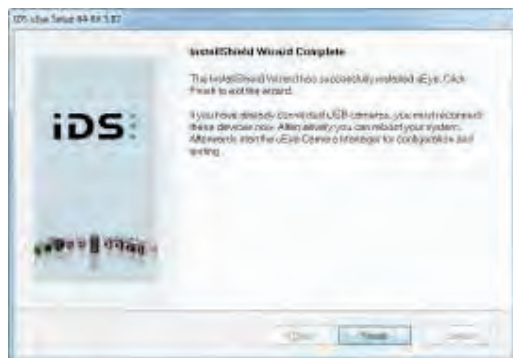 IDS uEye Setup 64-Bit 3.82
InstallShield Wizard Complete
The InstallShield Wizard has successfully installed uEye. Click
Finish to exit the wizard.
If you have already connected USB cameras, you must reconnect
these devices now. Alternatively you can reboot your system.
Afterwards start the uEye Camera Manager for configuration and
testing.
iDS:
< Back
Finish
Cancel